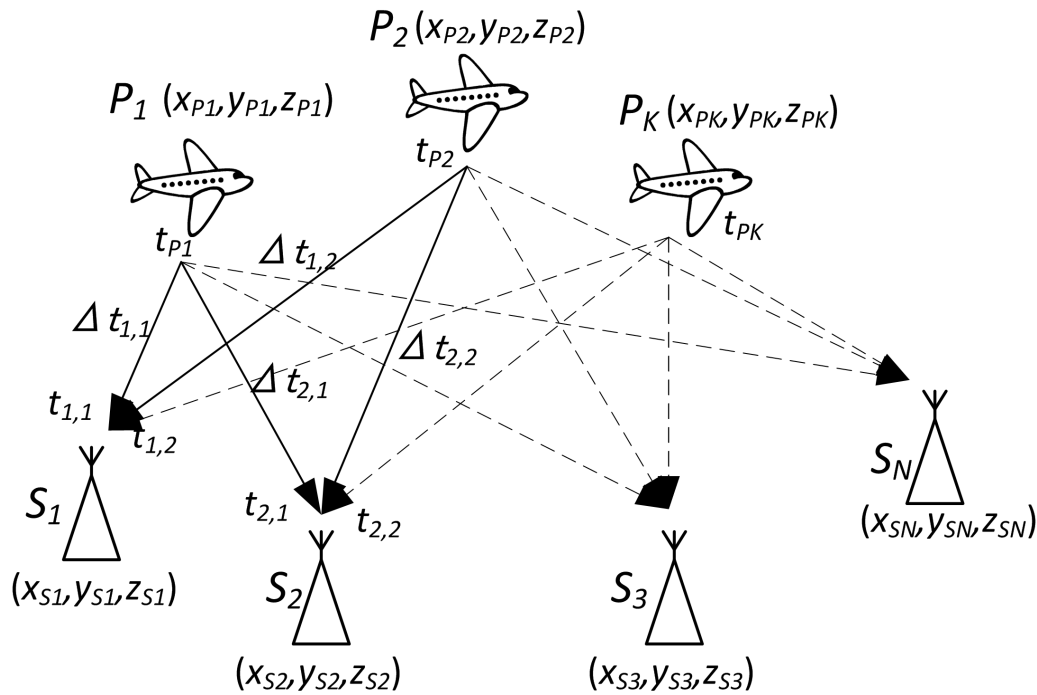 P2 (xP2,yP2,zP2)
P1 (xP1,yP1,zP1)
PK (xPK,yPK,zPK)
tP2
tP1
tPK
Δ t1,2
Δ t1,1
Δ t2,2
Δ t2,1
t1,1
t1,2
SN
S1
t2,1
t2,2
(xSN,ySN,zSN)
(xS1,yS1,zS1)
S2
S3
(xS2,yS2,zS2)
(xS3,yS3,zS3)